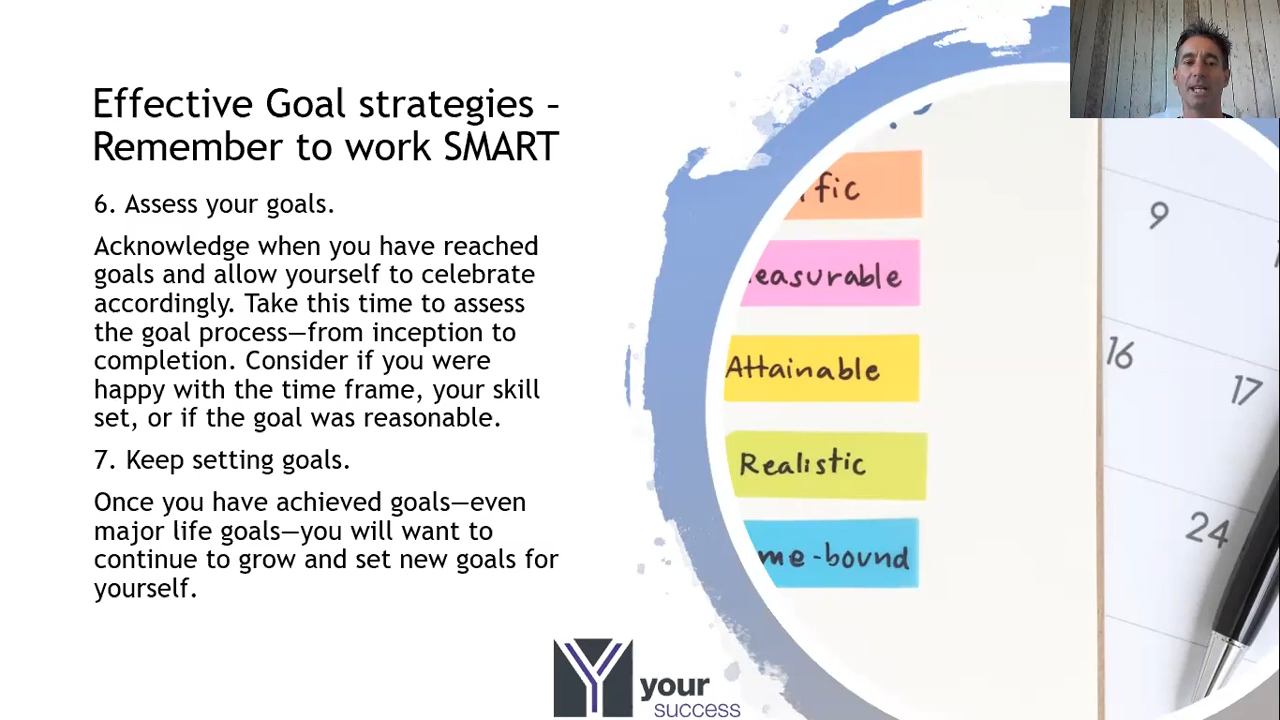 Effective Goal strategies –
Remember to work SMART
6. Assess your goals.
Acknowledge when you have reached
goals and allow yourself to celebrate
accordingly. Take this time to assess
the goal process—from inception to
completion. Consider if you were
happy with the time frame, your skill
set, or if the goal was reasonable.
7. Keep setting goals.
Once you have achieved goals—even
major life goals—you will want to
continue to grow and set new goals for
yourself.
fic
easurable
Attainable
Realistic
me-bound
9
16
17
24
Y your
success